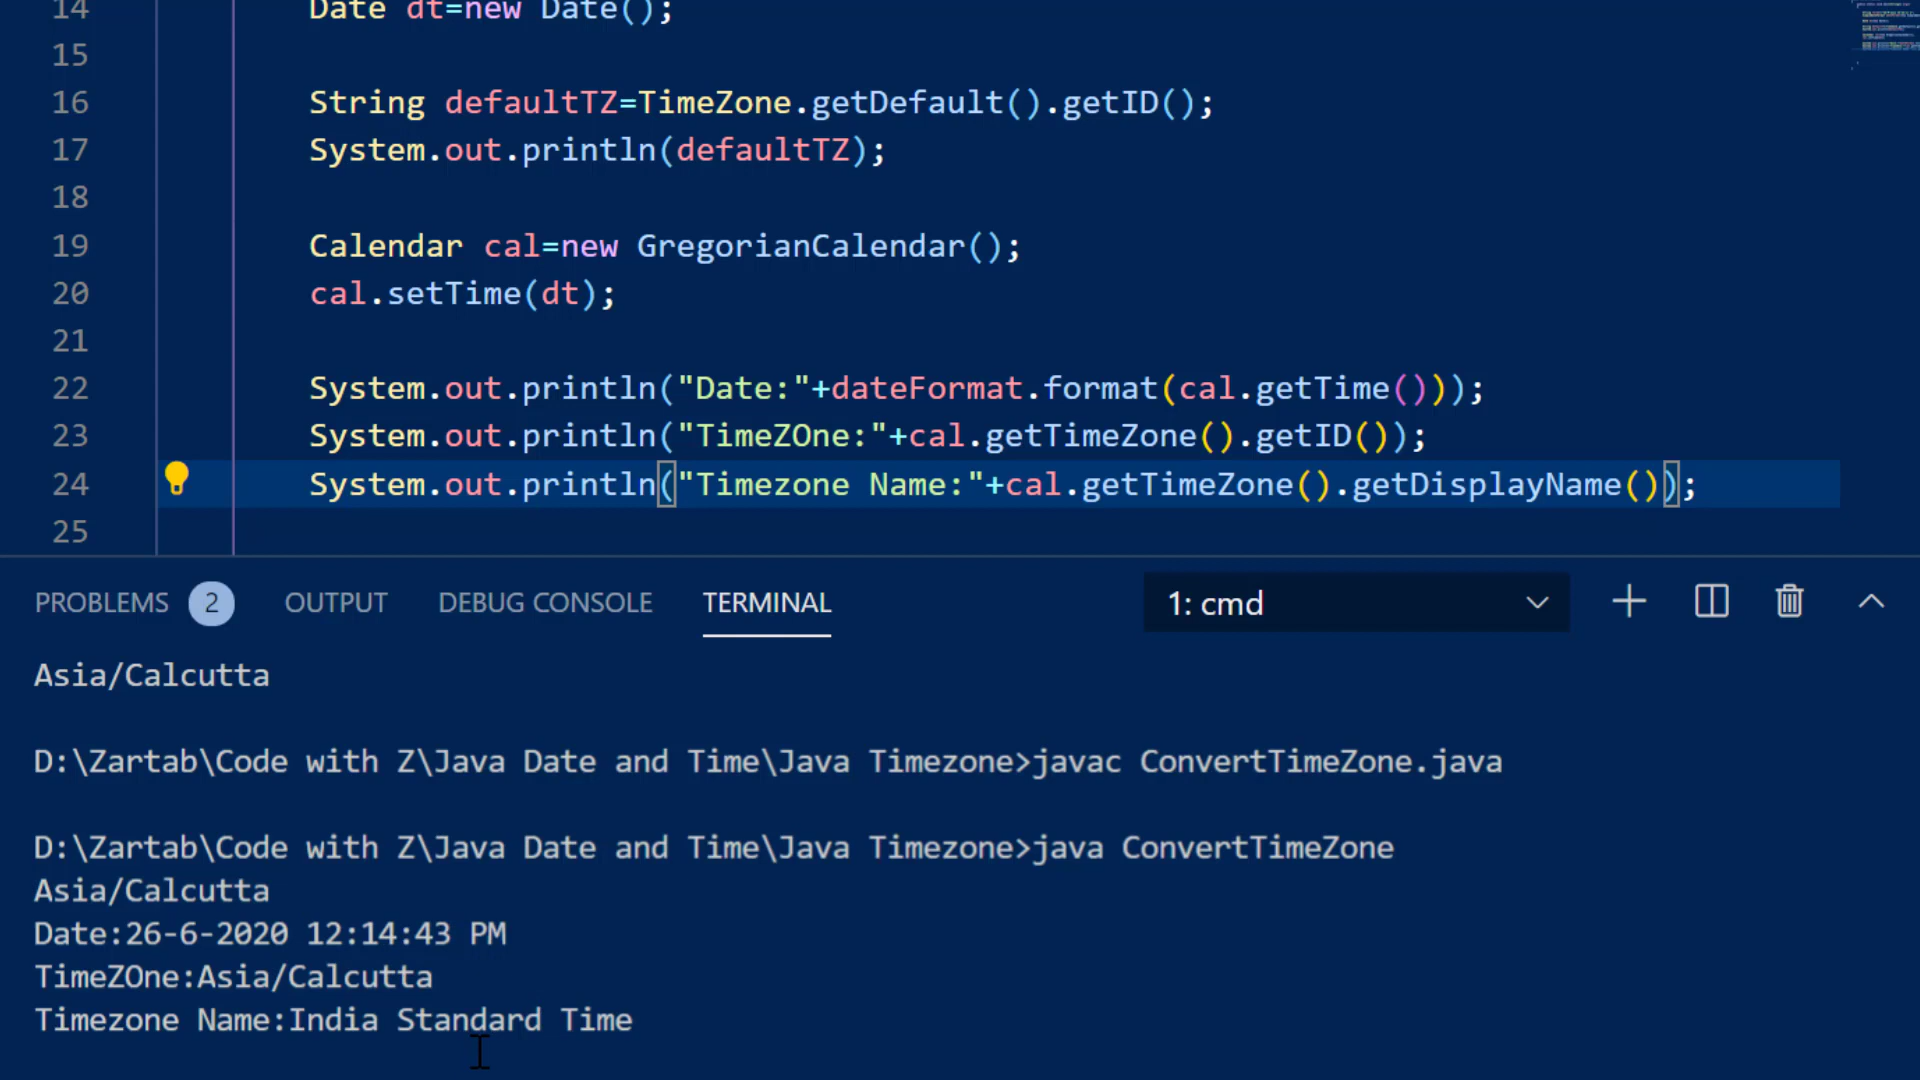 14 Date dt=new Date();
15
16 String defaultTZ=TimeZone.getDefault().getID();
17 System.out.println(defaultTZ);
18
19 Calendar cal=new GregorianCalendar();
20 cal.setTime(dt);
21
22 System.out.println("Date:"+dateFormat.format(cal.getTime()));
23 System.out.println("TimeZOne:"+cal.getTimeZone().getID());
24 System.out.println("Timezone Name:"+cal.getTimeZone().getDisplayName());
25
PROBLEMS 2 OUTPUT DEBUG CONSOLE TERMINAL 1: cmd
Asia/Calcutta
D:\Zartab\Code with Z\Java Date and Time\Java Timezone>javac ConvertTimeZone.java
D:\Zartab\Code with Z\Java Date and Time\Java Timezone>java ConvertTimeZone
Asia/Calcutta
Date:26-6-2020 12:14:43 PM
TimeZOne:Asia/Calcutta
Timezone Name:India Standard Time